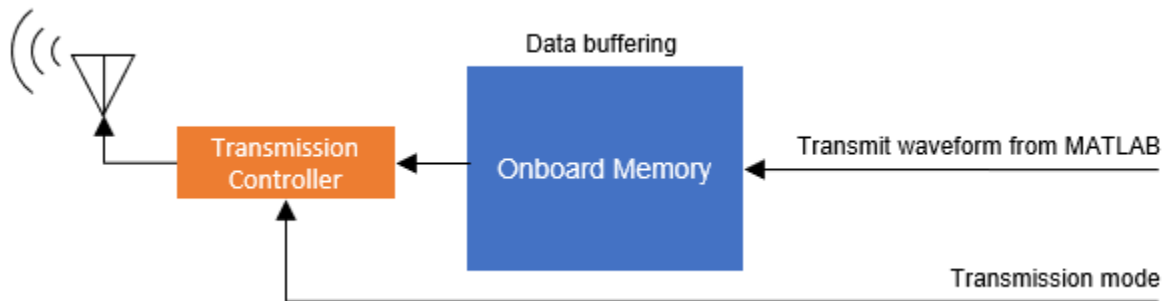 Data buffering
Transmission
Controller
Onboard Memory
Transmit waveform from MATLAB
Transmission mode